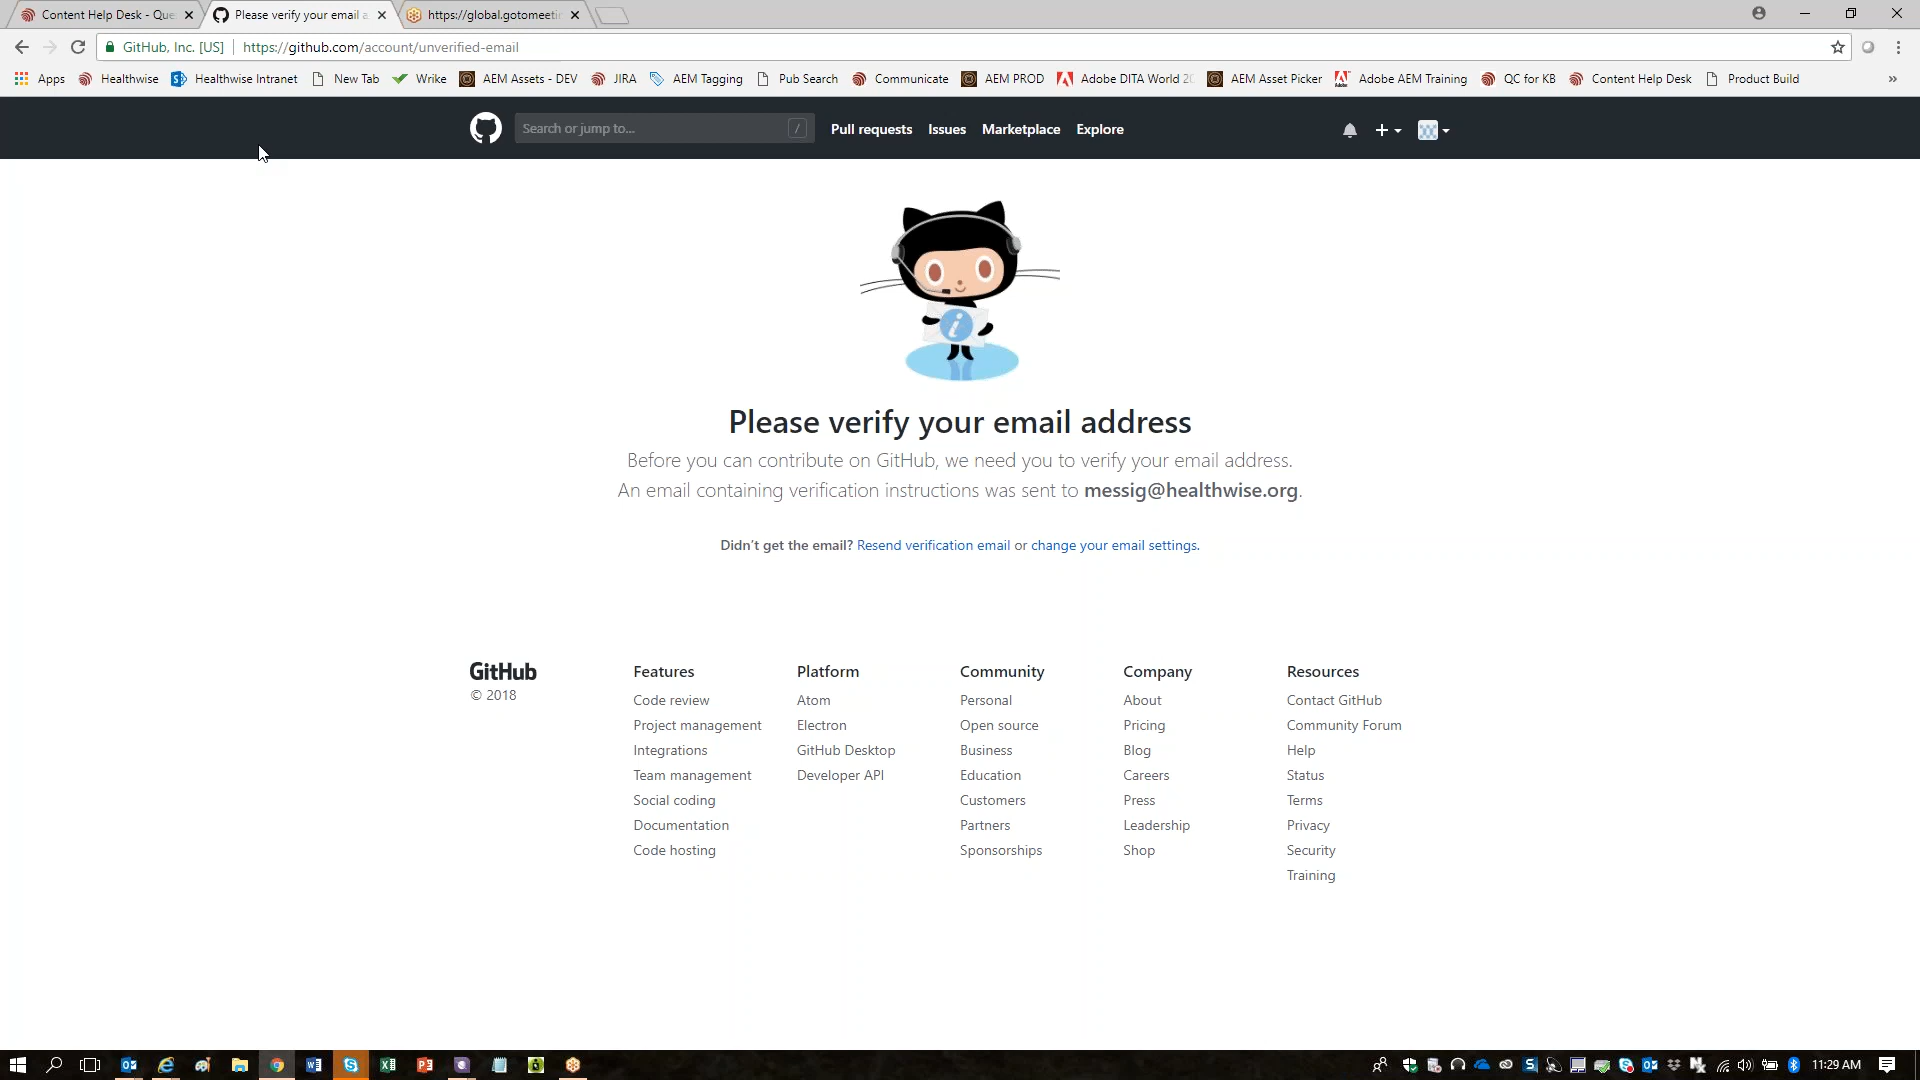 Content Help Desk - Que
Please verify your email a
https://global.gotomeetin
GitHub, Inc. [US]
https://github.com/account/unverified-email
Apps
Healthwise
Healthwise Intranet
New Tab
Wrike
AEM Assets - DEV
JIRA
AEM Tagging
Pub Search
Communicate
AEM PROD
Adobe DITA World 20
AEM Asset Picker
Adobe AEM Training
QC for KB
Content Help Desk
Product Build
»
Search or jump to...
/
Pull requests
Issues
Marketplace
Explore
Please verify your email address
Before you can contribute on GitHub, we need you to verify your email address.
An email containing verification instructions was sent to messig@healthwise.org.
Didn't get the email? Resend verification email or change your email settings.
GitHub
© 2018
Features
Code review
Project management
Integrations
Team management
Social coding
Documentation
Code hosting
Platform
Atom
Electron
GitHub Desktop
Developer API
Community
Personal
Open source
Business
Education
Customers
Partners
Sponsorships
Company
About
Pricing
Blog
Careers
Press
Leadership
Shop
Resources
Contact GitHub
Community Forum
Help
Status
Terms
Privacy
Security
Training
11:29 AM